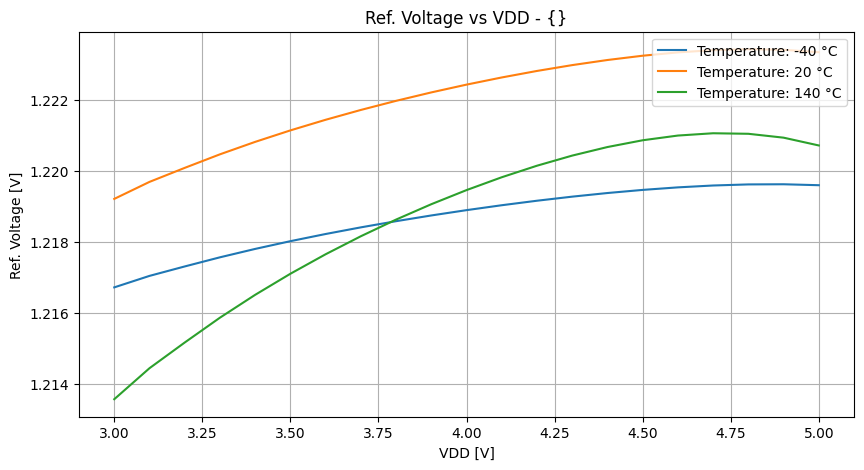 Ref. Voltage vs VDD - {}
Temperature: -40 °C
Temperature: 20 °C
Temperature: 140 °C
Ref. Voltage [V]
1.222
1.220
1.218
1.216
1.214
3.00 3.25 3.50 3.75 4.00 4.25 4.50 4.75 5.00
VDD [V]